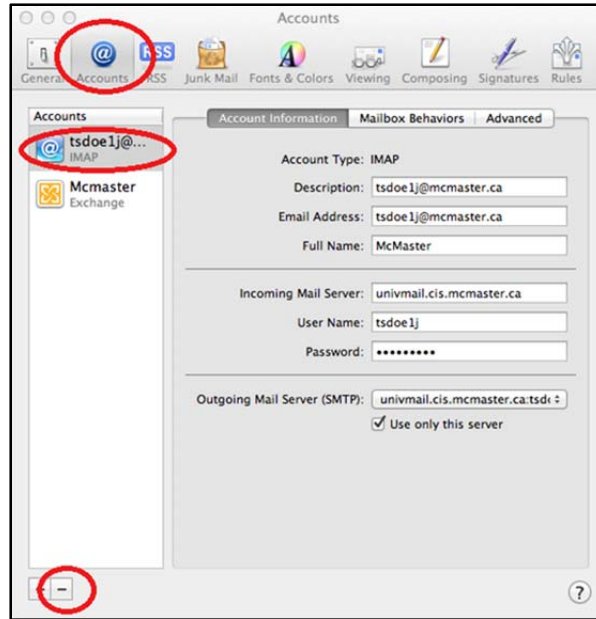 Accounts
General Accounts RSS Junk Mail Fonts & Colors Viewing Composing Signatures Rules
Accounts
tsdoe1j@...
IMAP
Mcmaster
Exchange
Account Information Mailbox Behaviors Advanced
Account Type: IMAP
Description: tsdoe1j@mcmaster.ca
Email Address: tsdoe1j@mcmaster.ca
Full Name: McMaster
Incoming Mail Server: univmail.cis.mcmaster.ca
User Name: tsdoe1j
Password: •••••••••
Outgoing Mail Server (SMTP): univmail.cis.mcmaster.ca:tsd
Use only this server